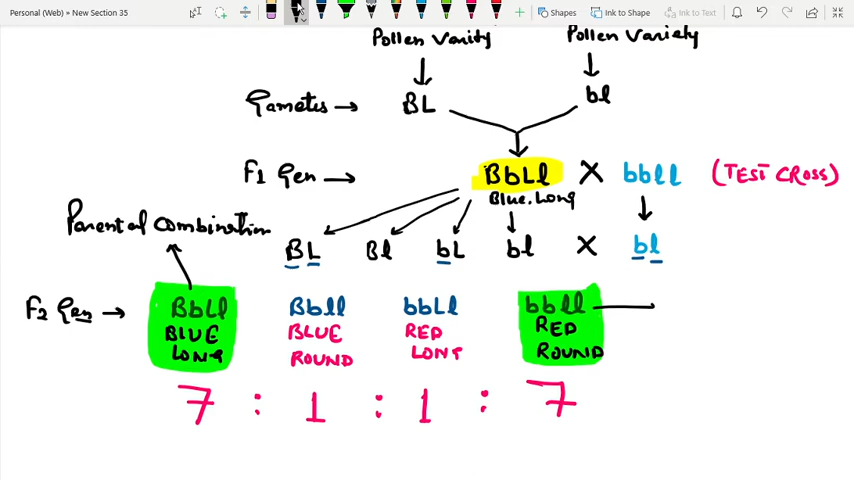 Personal (Web) » New Section 35
Shapes
Ink to Shape
Ink to Text
Pollen Varity
Pollen Variety
Gametes →
BL
bl
F1 Gen →
BbLl
X
bbll
(TEST CROSS)
Blue. Long
Parental Combination
BL
Bl
bL
bl
X
bl
F2 Gen →
BbLl
Bbll
bbLl
bbll
BLUE
LONG
BLUE
ROUND
RED
LONG
RED
ROUND
7 : 1 : 1 : 7